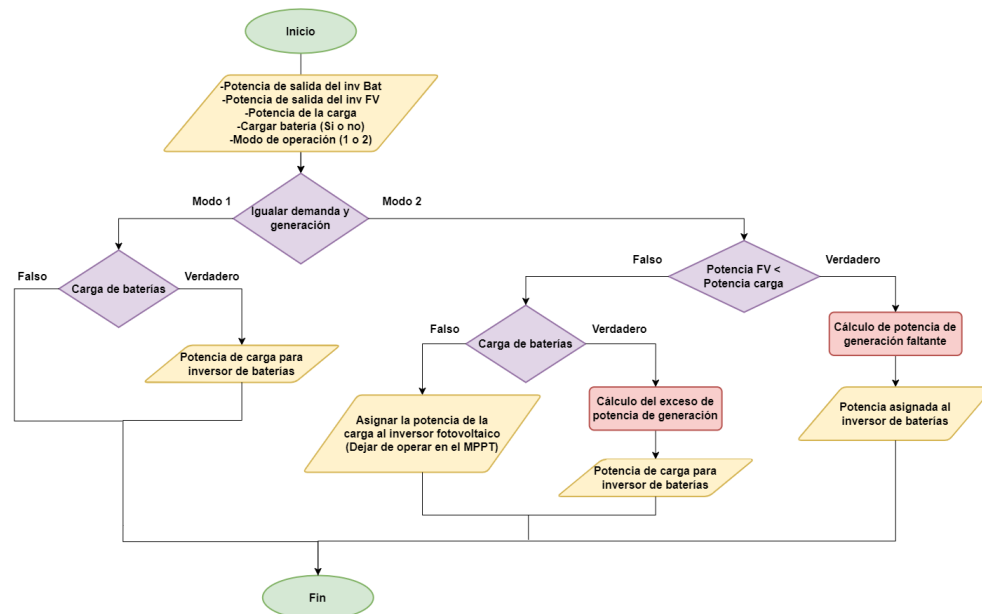 Inicio
-Potencia de salida del inv Bat
-Potencia de salida del inv FV
-Potencia de la carga
-Cargar bateria (Si o no)
-Modo de operación (1 o 2)
Modo 1
Igualar demanda y
generación
Modo 2
Falso
Carga de baterías
Verdadero
Potencia de carga para
inversor de baterías
Falso
Potencia FV <
Potencia carga
Verdadero
Falso
Carga de baterías
Verdadero
Cálculo de potencia de
generación faltante
Asignar la potencia de la
carga al inversor fotovoltaico
(Dejar de operar en el MPPT)
Cálculo del exceso de
potencia de generación
Potencia asignada al
inversor de baterías
Potencia de carga para
inversor de baterías
Fin